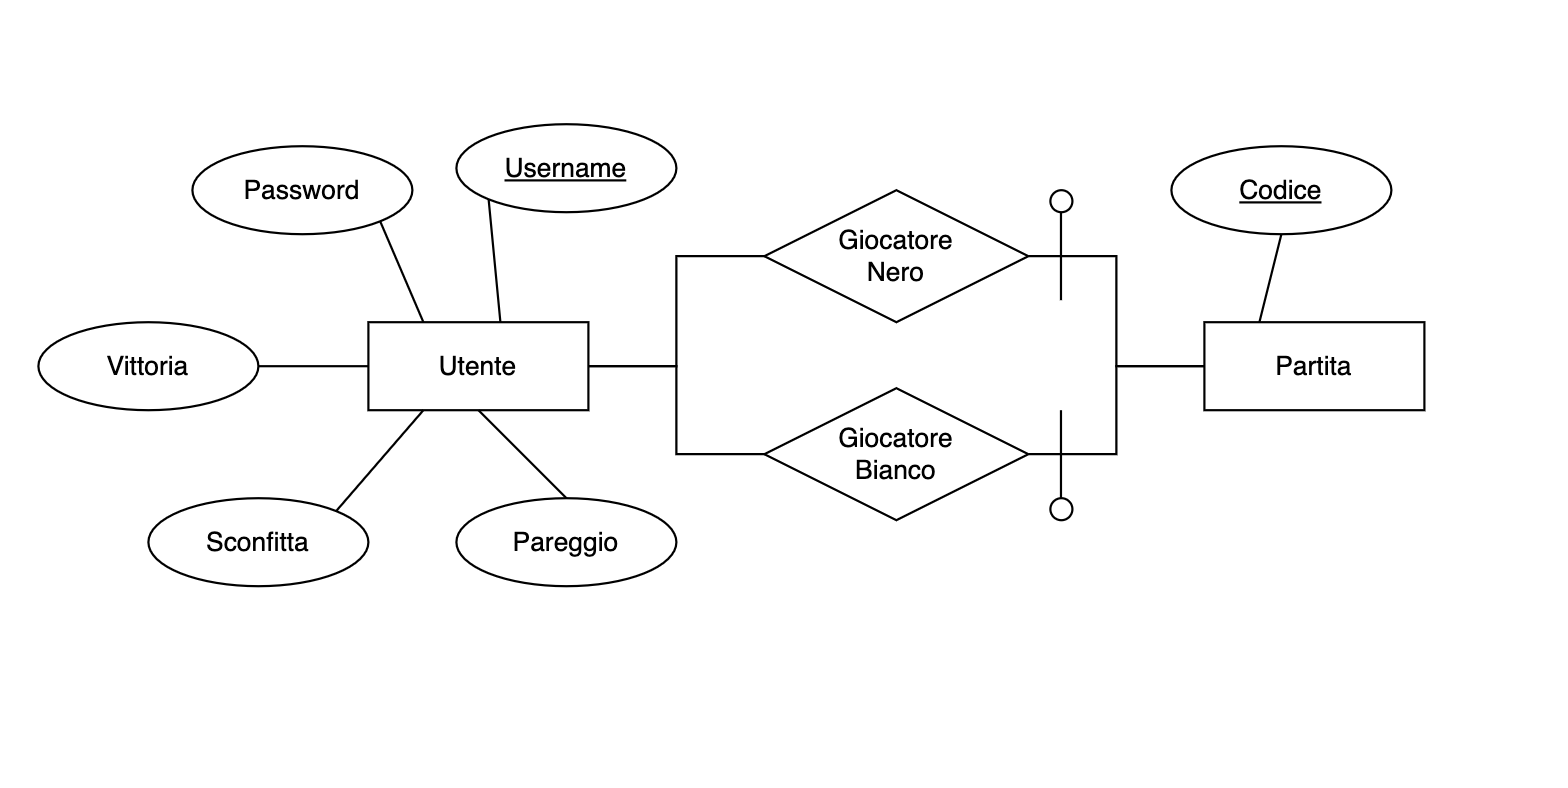 Username
Password
Codice
Giocatore
Nero
Vittoria
Utente
Partita
Giocatore
Bianco
Sconfitta
Pareggio